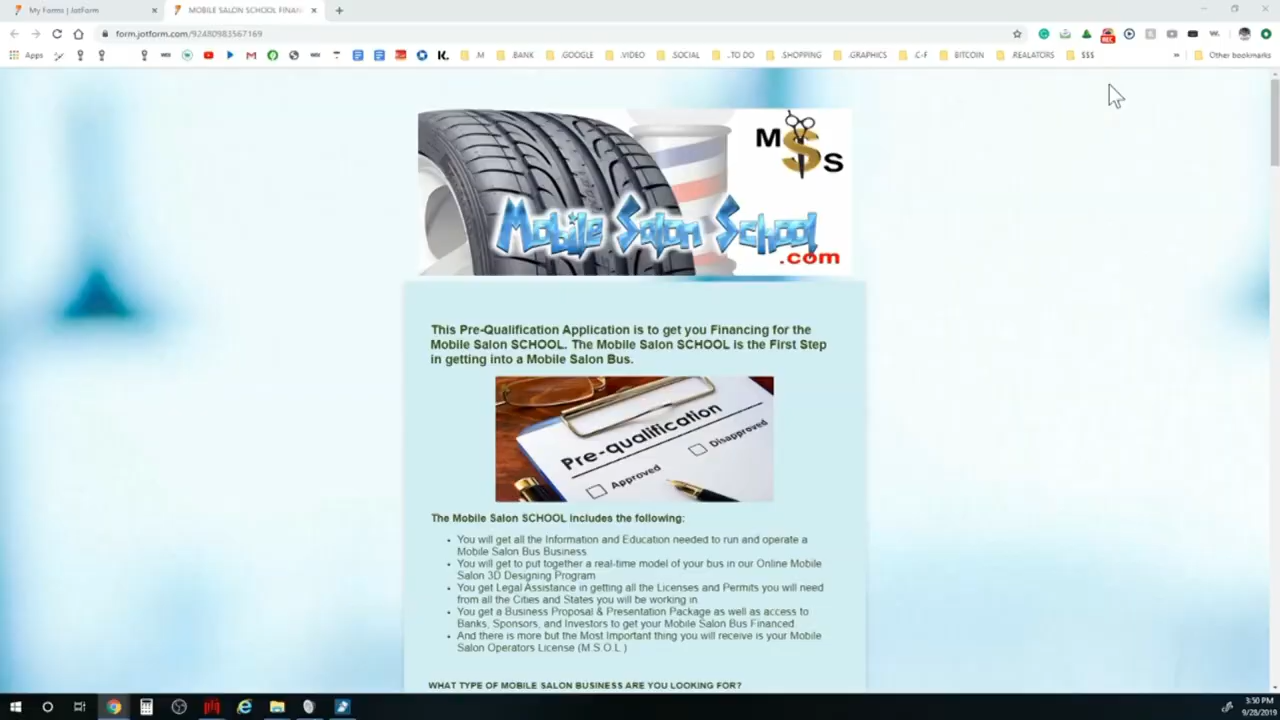 My Forms | JotForm
MOBILE SALON SCHOOL FINAN
form.jotform.com/92480983567169
REC
Apps
K.
.M
.BANK
.GOOGLE
.VIDEO
.SOCIAL
.TO DO
.SHOPPING
.GRAPHICS
C-F
BITCOIN
.REALATORS
$$$
Other bookmarks
M $ S
Mobile Salon School
.com
This Pre-Qualification Application is to get you Financing for the
Mobile Salon SCHOOL. The Mobile Salon SCHOOL is the First Step
in getting into a Mobile Salon Bus.
Pre-qualification
Approved
Disapproved
The Mobile Salon SCHOOL includes the following:
• You will get all the Information and Education needed to run and operate a
Mobile Salon Bus Business
• You will get to put together a real-time model of your bus in our Online Mobile
Salon 3D Designing Program
• You get Legal Assistance in getting all the Licenses and Permits you will need
from all the Cities and States you will be working in
• You get a Business Proposal & Presentation Package as well as access to
Banks, Sponsors, and Investors to get your Mobile Salon Bus Financed
• And there is more but the Most Important thing you will receive is your Mobile
Salon Operators License (M.S.O.L.)
WHAT TYPE OF MOBILE SALON BUSINESS ARE YOU LOOKING FOR?
3:50 PM
9/28/2019